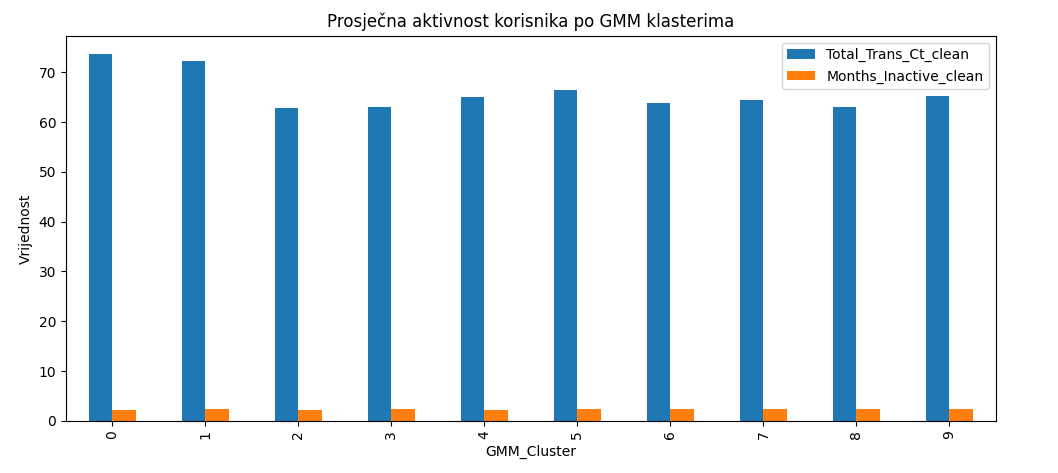 Prosječna aktivnost korisnika po GMM klasterima
Total_Trans_Ct_clean
Months_Inactive_clean
Vrijednost
70
60
50
40
30
20
10
0
0 1 2 3 4 5 6 7 8 9
GMM_Cluster